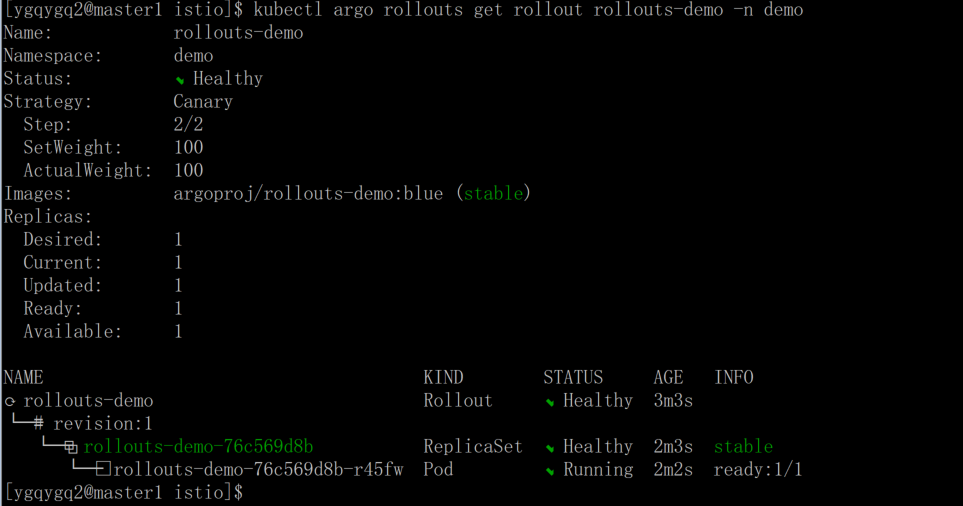 [ygqygq2@master1 istio]$ kubectl argo rollouts get rollout rollouts-demo -n demo
Name:            rollouts-demo
Namespace:       demo
Status:          ✔ Healthy
Strategy:        Canary
  Step:          2/2
  SetWeight:     100
  ActualWeight:  100
Images:          argoproj/rollouts-demo:blue (stable)
Replicas:
  Desired:       1
  Current:       1
  Updated:       1
  Ready:         1
  Available:     1

NAME                                       KIND        STATUS     AGE   INFO
⟳ rollouts-demo                            Rollout     ✔ Healthy  3m3s
└──# revision:1
   └──⧉ rollouts-demo-76c569d8b            ReplicaSet  ✔ Healthy  2m3s  stable
      └──□ rollouts-demo-76c569d8b-r45fw   Pod         ✔ Running  2m2s  ready:1/1
[ygqygq2@master1 istio]$